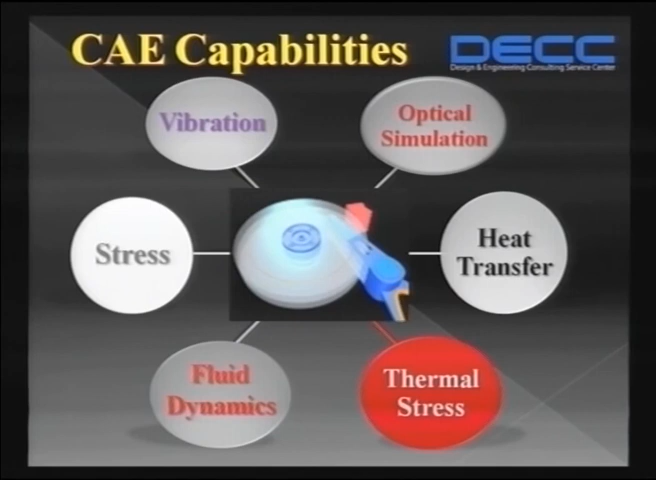 CAE Capabilities
DECC
Design & Engineering Consulting Service Center
Vibration
Optical
Simulation
Stress
Heat
Transfer
Fluid
Dynamics
Thermal
Stress